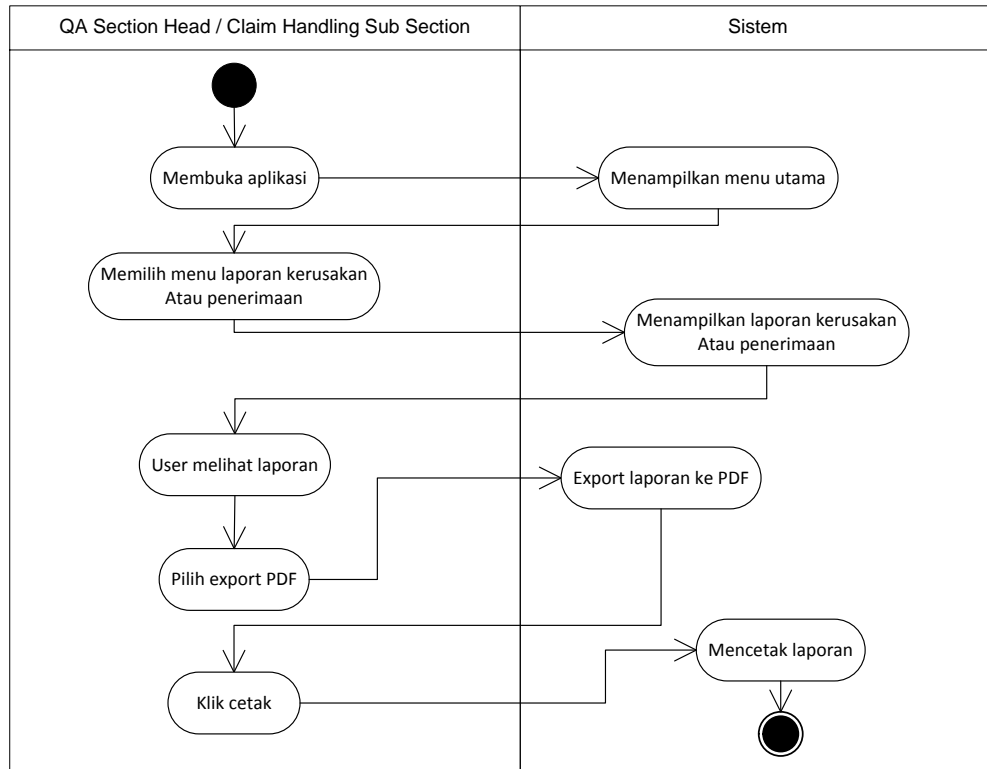 QA Section Head / Claim Handling Sub Section
Sistem
Membuka aplikasi
Menampilkan menu utama
Memilih menu laporan kerusakan
Atau penerimaan
Menampilkan laporan kerusakan
Atau penerimaan
User melihat laporan
Export laporan ke PDF
Pilih export PDF
Mencetak laporan
Klik cetak